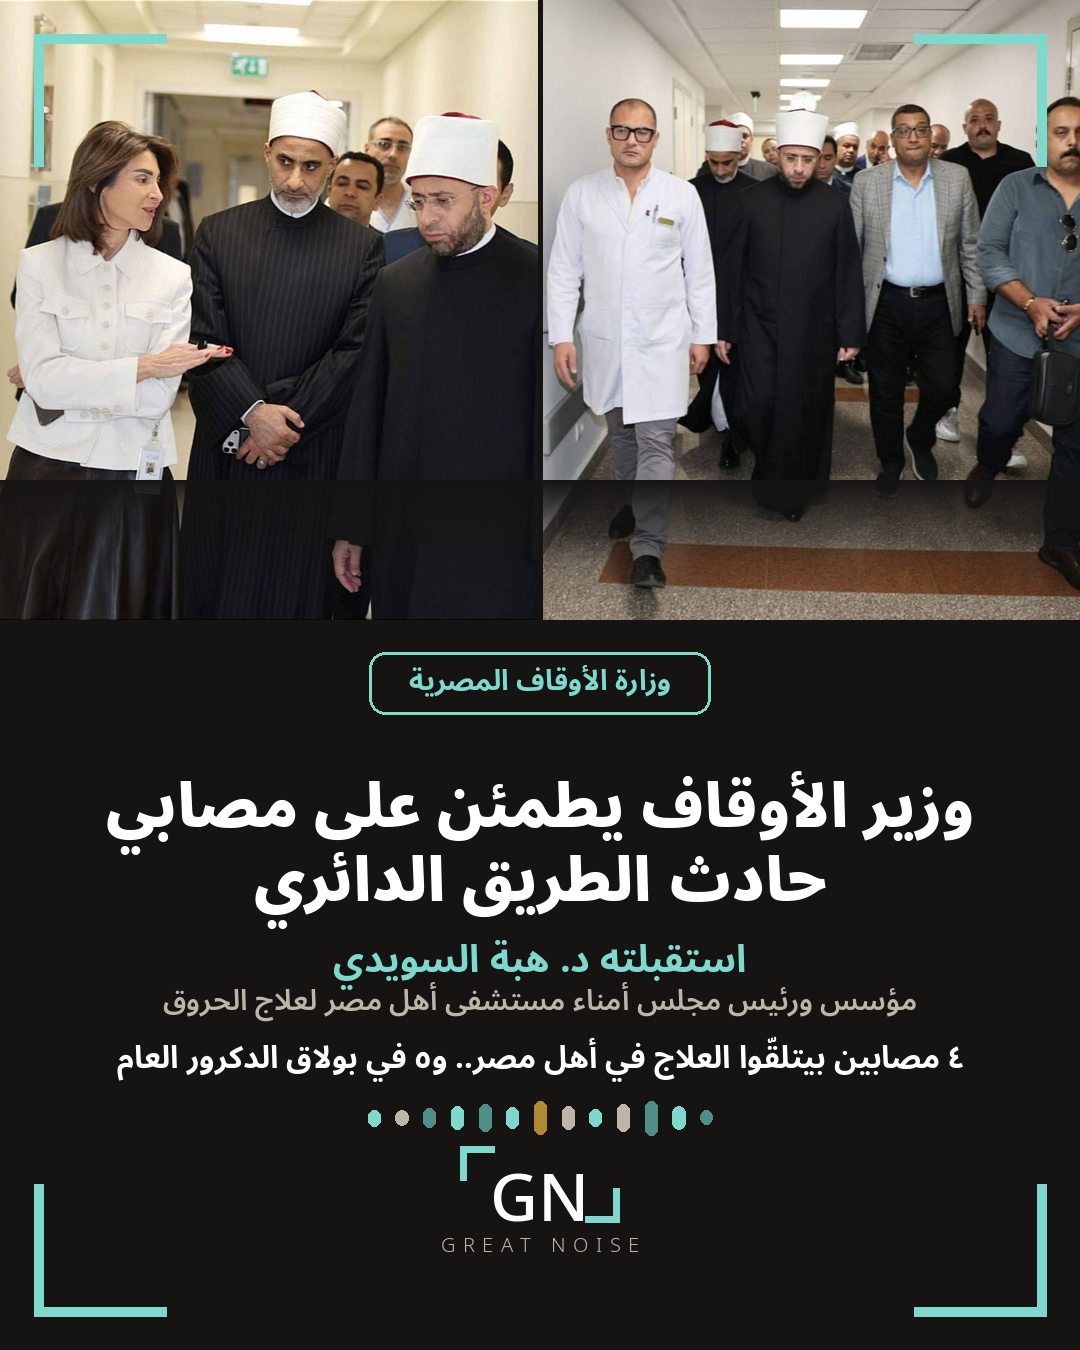 وزارة الأوقاف المصرية
وزير الأوقاف يطمئن على مصابي
حادث الطريق الدائري
استقبلته د. هبة السويدي
مؤسس ورئيس مجلس أمناء مستشفى أهل مصر لعلاج الحروق
٤ مصابين بيتلقّوا العلاج في أهل مصر.. و٥ في بولاق الدكرور العام
GN
GREAT NOISE